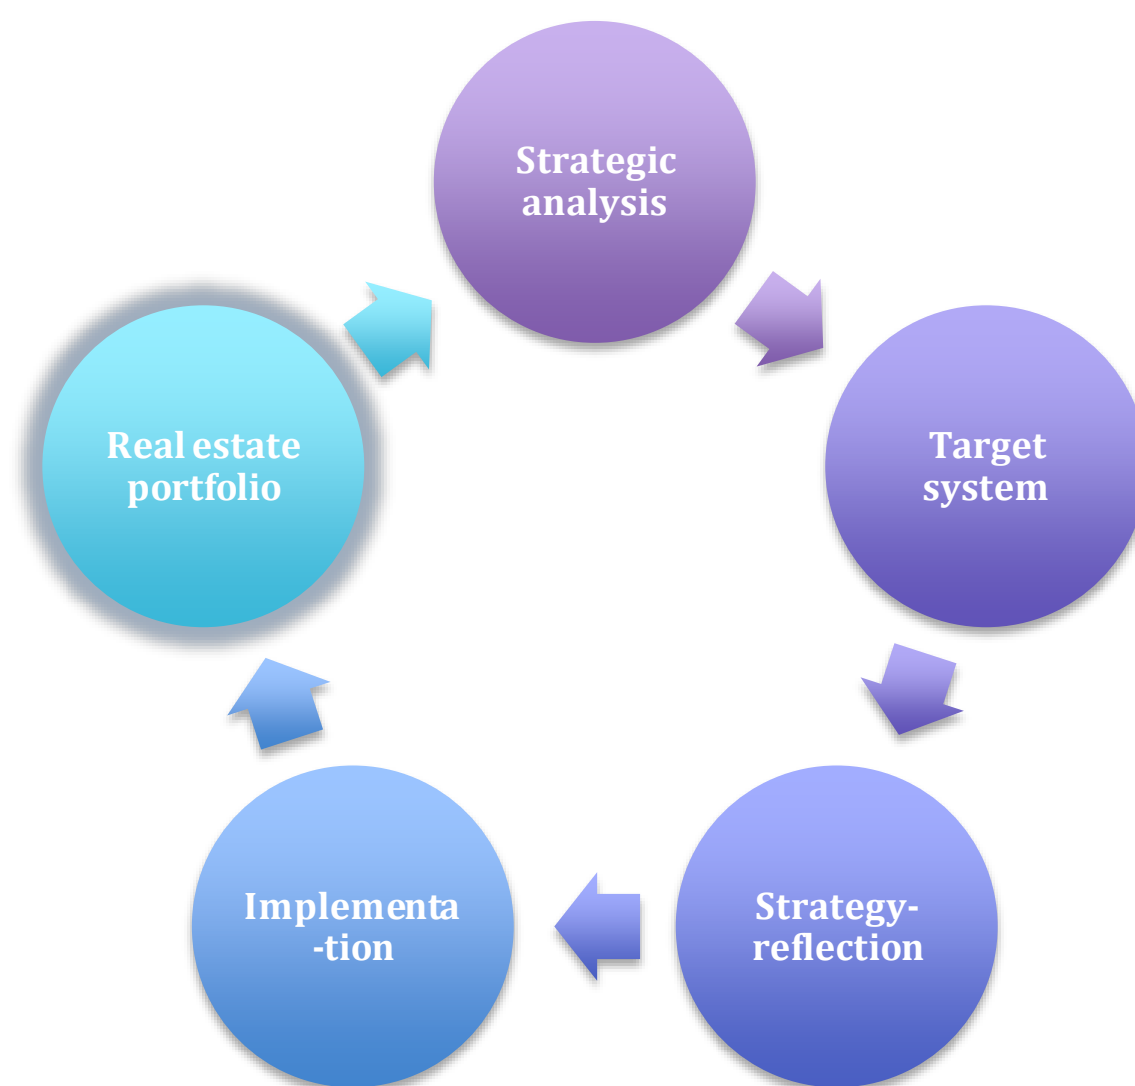 Strategic
analysis
Target
system
Strategy-
reflection
Implementa
-tion
Real estate
portfolio